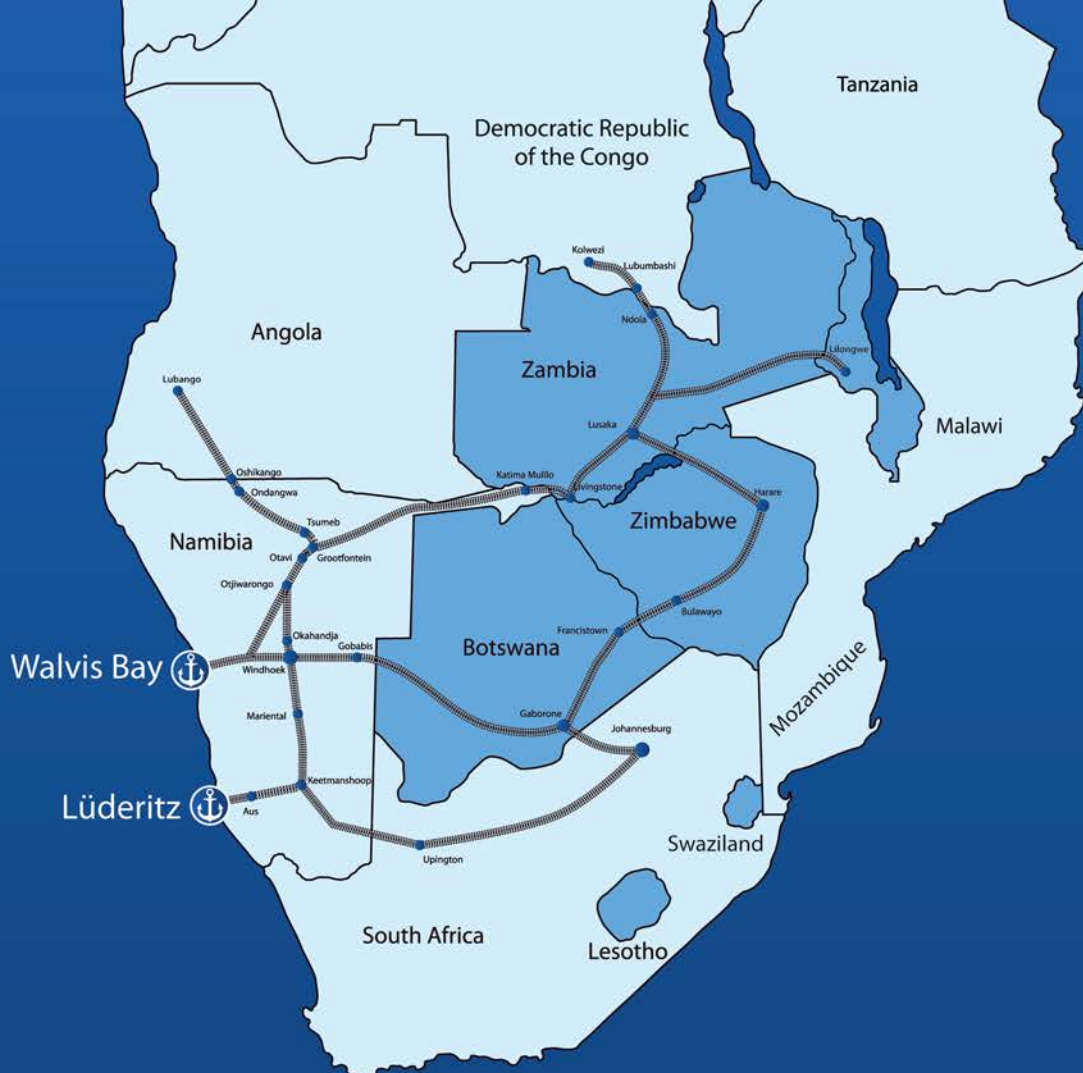 Tanzania
Democratic Republic
of the Congo
Kolwezi
Lubumbashi
Ndola
Angola
Zambia
Lilongwe
Lubango
Malawi
Lusaka
Oshikango
Katima Mulilo
Livingstone
Ondangwa
Harare
Tsumeb
Zimbabwe
Namibia
Otavi
Grootfontein
Otjiwarongo
Bulawayo
Francistown
Okahandja
Gobabis
Botswana
Walvis Bay
Windhoek
Mozambique
Mariental
Gaborone
Johannesburg
Keetmanshoop
Lüderitz
Aus
Swaziland
Upington
South Africa
Lesotho